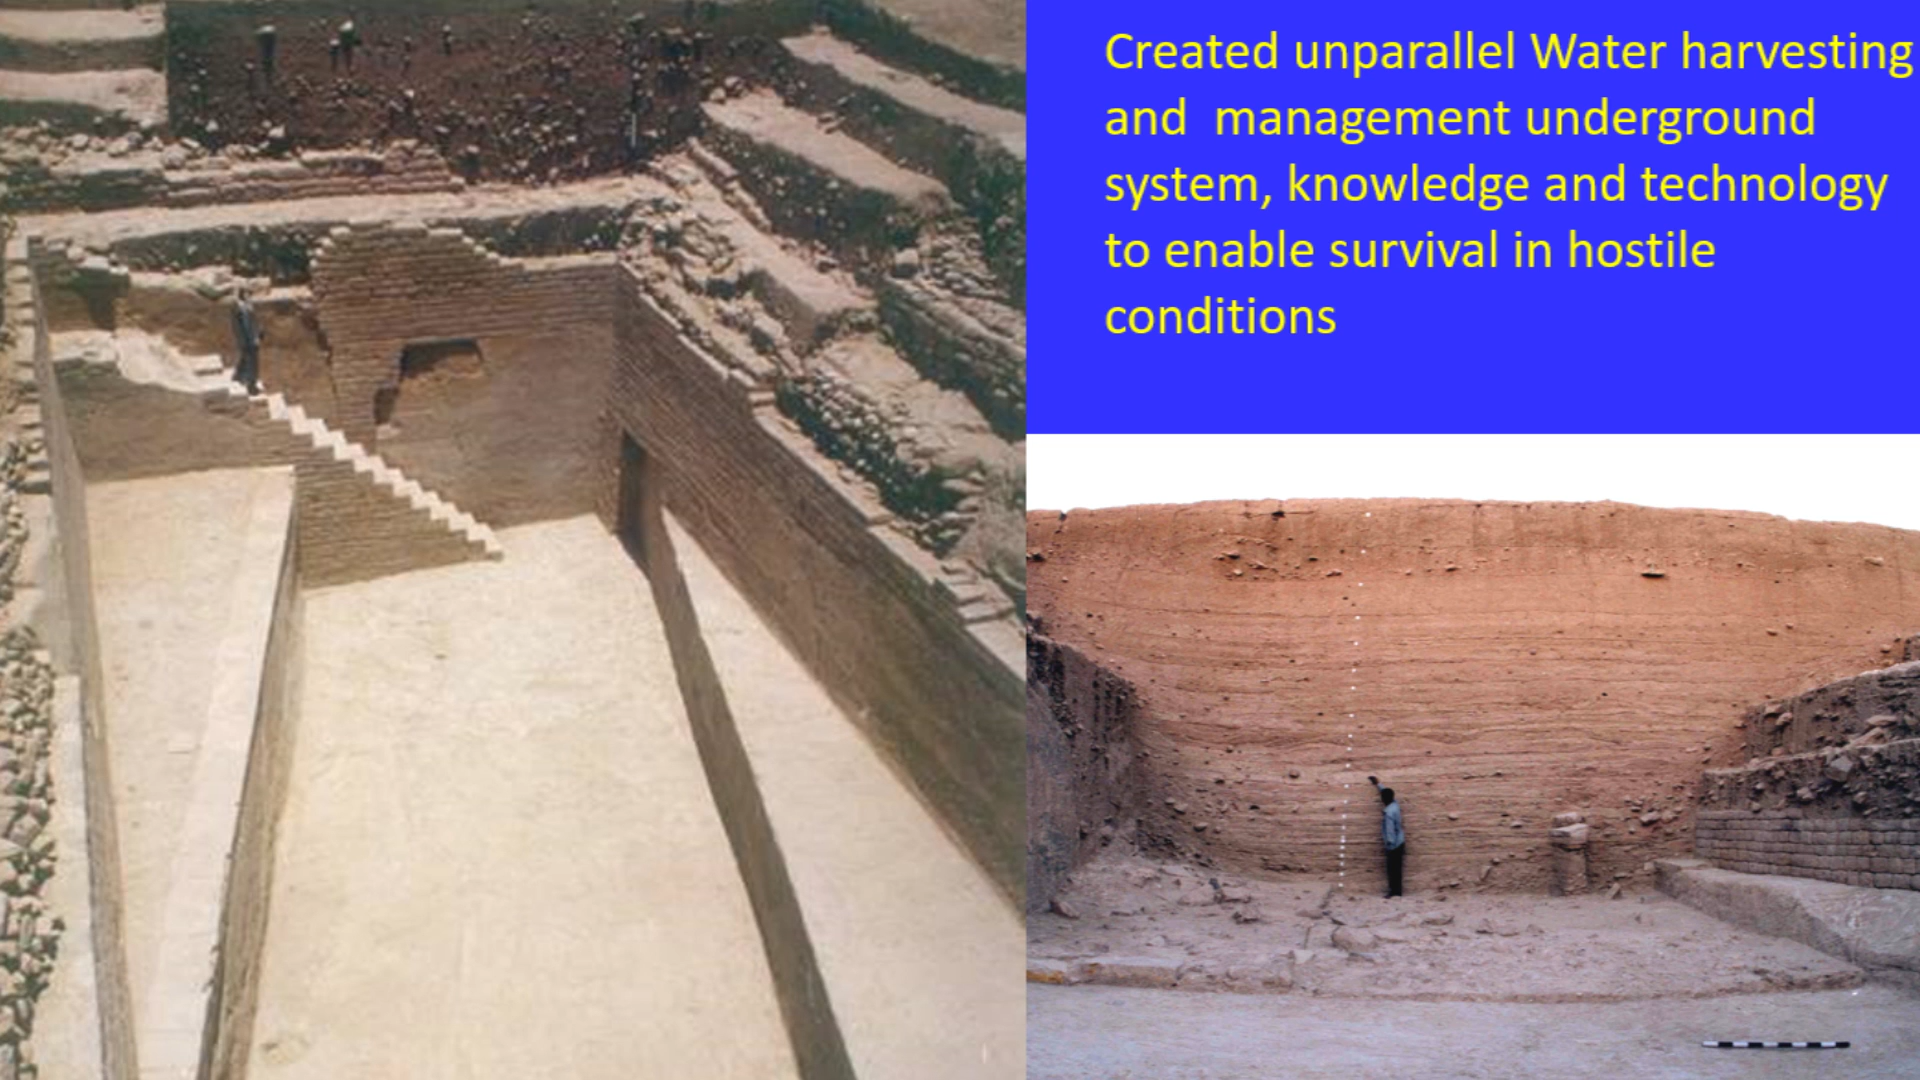 Created unparallel Water harvesting
and  management underground
system, knowledge and technology
to enable survival in hostile
conditions